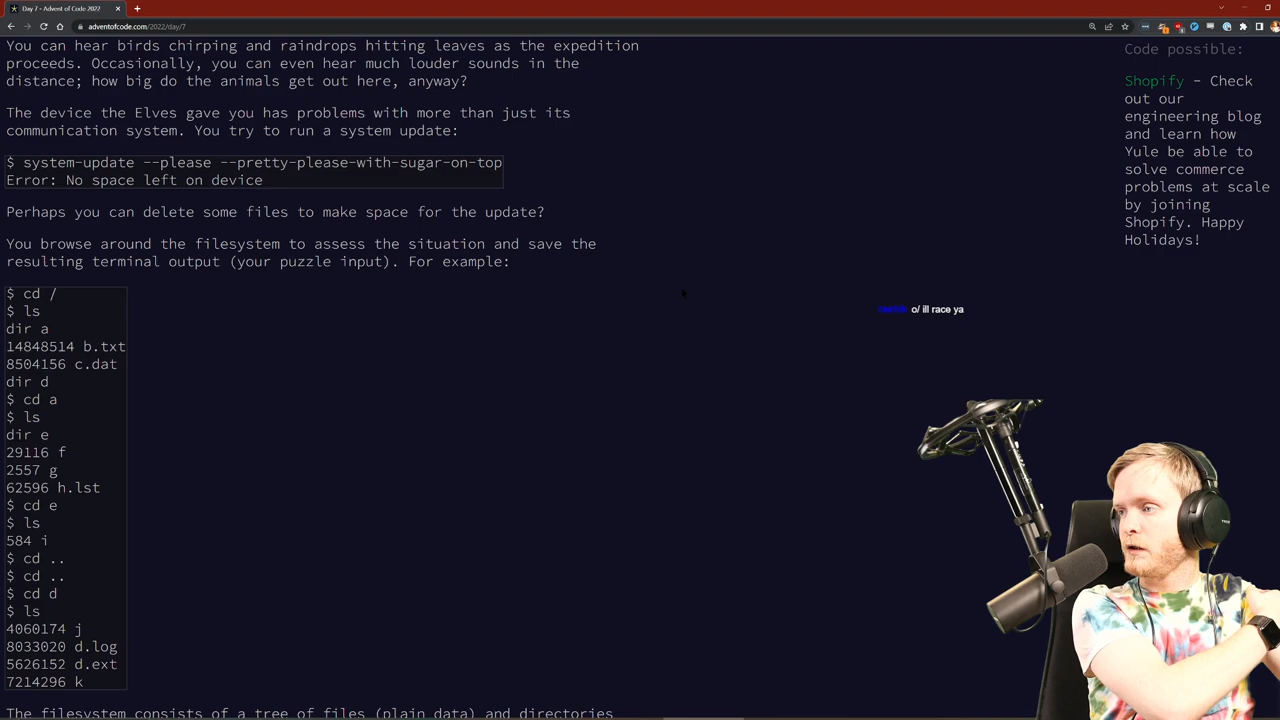 Day 7 - Advent of Code 2022
adventofcode.com/2022/day/7
You can hear birds chirping and raindrops hitting leaves as the expedition
proceeds. Occasionally, you can even hear much louder sounds in the
distance; how big do the animals get out here, anyway?
The device the Elves gave you has problems with more than just its
communication system. You try to run a system update:
$ system-update --please --pretty-please-with-sugar-on-top
Error: No space left on device
Perhaps you can delete some files to make space for the update?
You browse around the filesystem to assess the situation and save the
resulting terminal output (your puzzle input). For example:
$ cd /
$ ls
dir a
14848514 b.txt
8504156 c.dat
dir d
$ cd a
$ ls
dir e
29116 f
2557 g
62596 h.lst
$ cd e
$ ls
584 i
$ cd ..
$ cd ..
$ cd d
$ ls
4060174 j
8033020 d.log
5626152 d.ext
7214296 k
The filesystem consists of a tree of files (plain data) and directories
Code possible:
Shopify - Check
out our
engineering blog
and learn how
Yule be able to
solve commerce
problems at scale
by joining
Shopify. Happy
Holidays!
o/ ill race ya